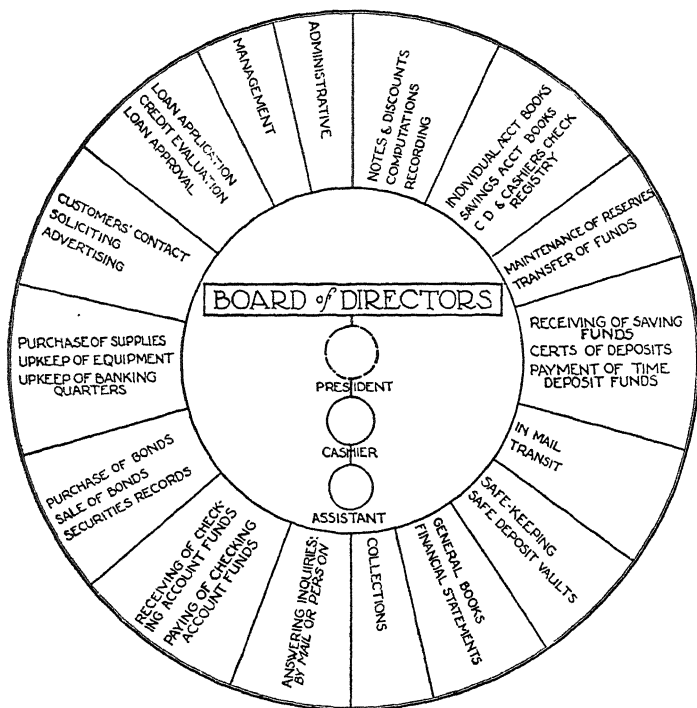 ADMINISTRATIVE
NOTES & DISCOUNTS
COMPUTATIONS
RECORDING
INDIVIDUAL ACCT BOOKS
SAVINGS ACCT BOOKS
C D & CASHIERS CHECK
REGISTRY
MAINTENANCE OF RESERVES
TRANSFER OF FUNDS
RECEIVING OF SAVING
FUNDS
CERTS OF DEPOSITS
PAYMENT OF TIME
DEPOSIT FUNDS
IN MAIL
TRANSIT
SAFE-KEEPING
SAFE DEPOSIT VAULTS
GENERAL BOOKS
FINANCIAL STATEMENTS
COLLECTIONS
ANSWERING INQUIRIES:
BY MAIL OR PERSON
RECEIVING OF CHECK-
ING ACCOUNT FUNDS
PAYING OF CHECKING
ACCOUNT FUNDS
PURCHASE OF BONDS
SALE OF BONDS
SECURITIES RECORDS
PURCHASE OF SUPPLIES
UPKEEP OF EQUIPMENT
UPKEEP OF BANKING
QUARTERS
CUSTOMERS' CONTACT
SOLICITING
ADVERTISING
LOAN APPLICATION
CREDIT EVALUATION
LOAN APPROVAL
MANAGEMENT
BOARD of DIRECTORS
PRESIDENT
CASHIER
ASSISTANT